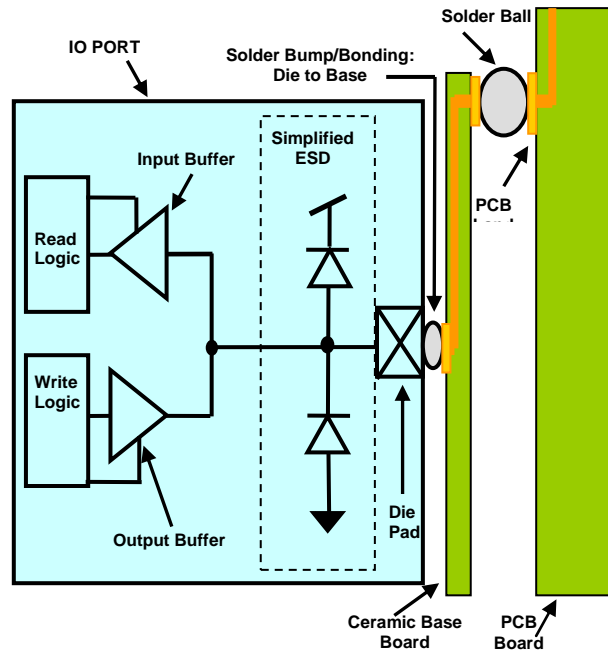 Solder Ball
IO PORT
Solder Bump/Bonding:
Die to Base
Simplified
ESD
Input Buffer
Read
Logic
PCB
Write
Logic
Output Buffer
Die
Pad
Ceramic Base
Board
PCB
Board